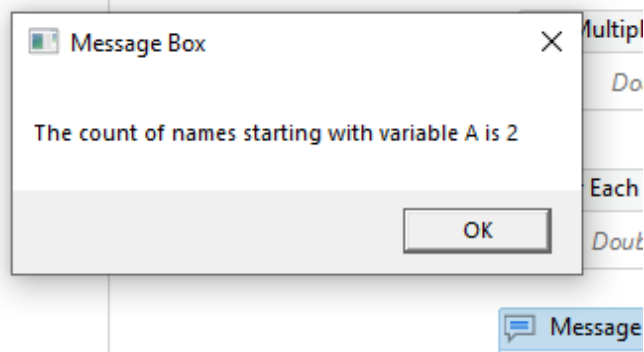 Message Box
Multipl
Do
The count of names starting with variable A is 2
Each
OK
Doub
Message